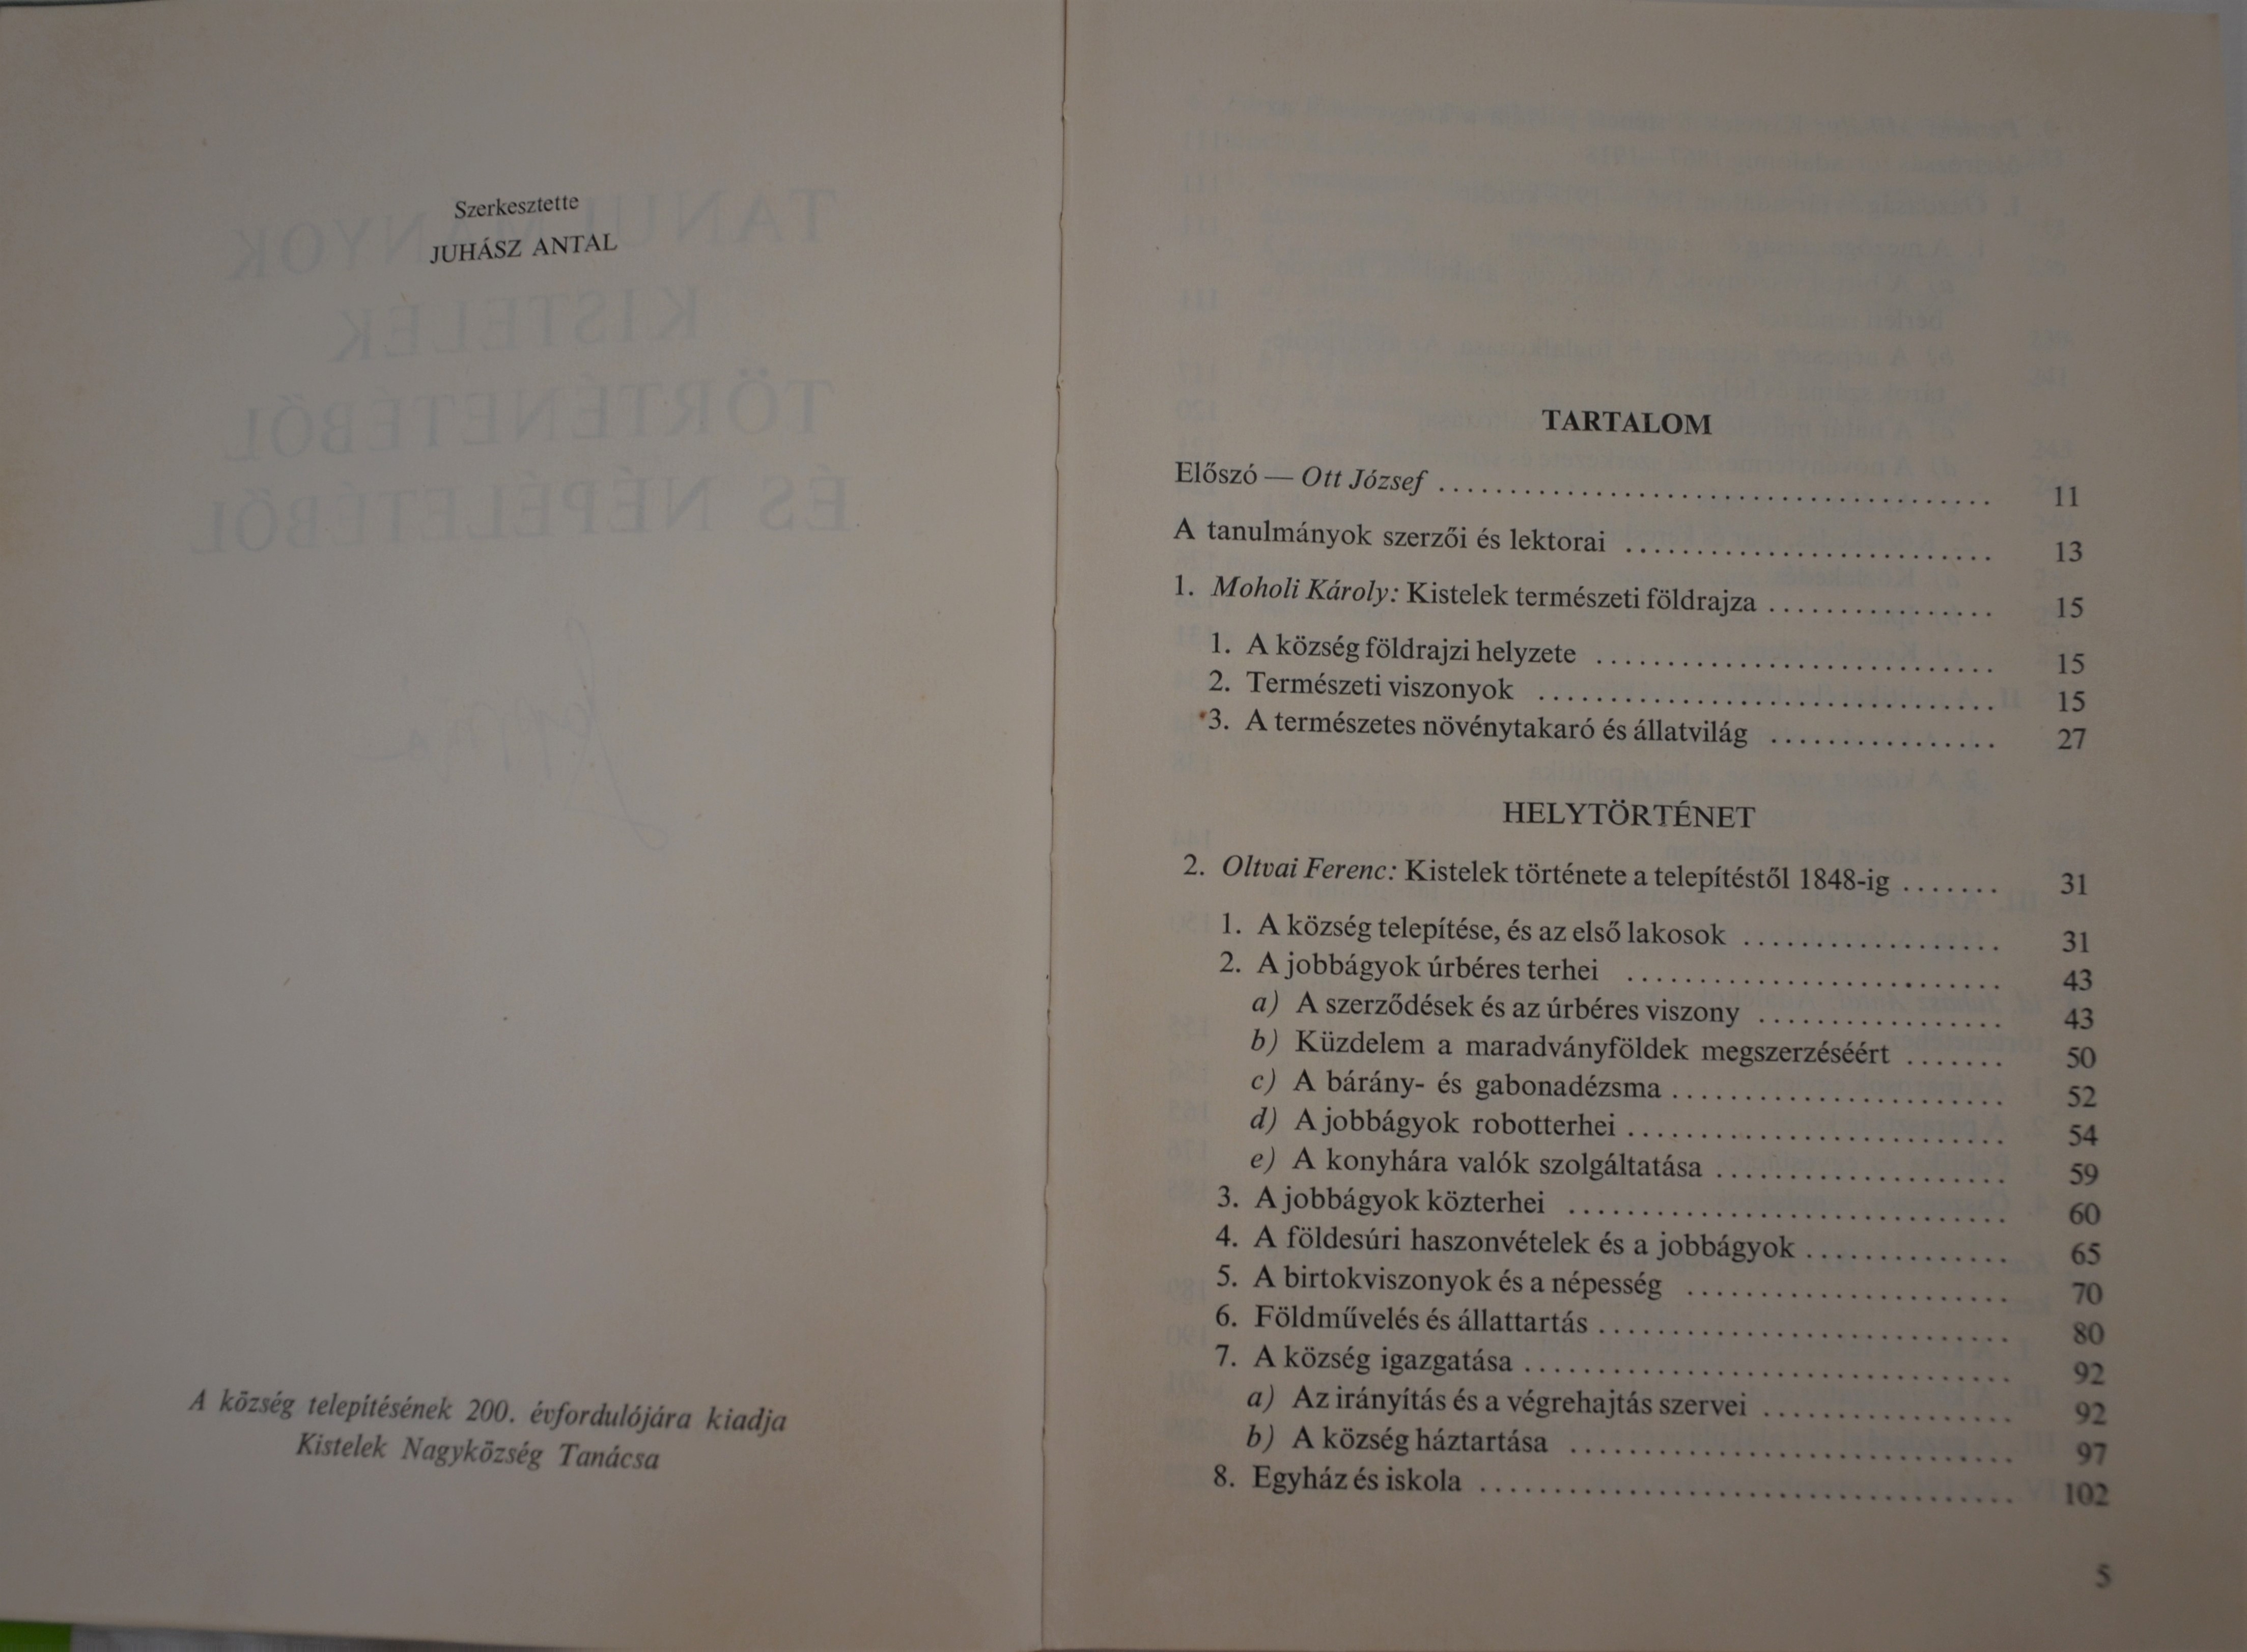 Szerkesztette
JUHÁSZ ANTAL
TANULMÁNYOK
KISTELEK
TÖRTÉNETÉBŐL
ÉS NÉPÉLETÉBŐL
A község telepítésének 200. évfordulójára kiadja
Kistelek Nagyközség Tanácsa
TARTALOM
Előszó — Ott József ........................................ 11
A tanulmányok szerzői és lektorai .......................... 13
1. Moholi Károly: Kistelek természeti földrajza ................ 15
1. A község földrajzi helyzete ............................ 15
2. Természeti viszonyok ................................ 15
3. A természetes növénytakaró és állatvilág ................ 27
HELYTÖRTÉNET
2. Oltvai Ferenc: Kistelek története a telepítéstől 1848-ig ....... 31
1. A község telepítése, és az első lakosok .................. 31
2. A jobbágyok úrbéres terhei .......................... 43
a) A szerződések és az úrbéres viszony ................. 43
b) Küzdelem a maradványföldek megszerzéséért ....... 50
c) A bárány- és gabonadézsma ....................... 52
d) A jobbágyok robotterhei .......................... 54
e) A konyhára valók szolgáltatása .................... 59
3. A jobbágyok közterhei .............................. 60
4. A földesúri haszonvételek és a jobbágyok .............. 65
5. A birtokviszonyok és a népesség ...................... 70
6. Földművelés és állattartás ............................ 80
7. A község igazgatása ................................. 92
a) Az irányítás és a végrehajtás szervei ................. 92
b) A község háztartása .............................. 97
8. Egyház és iskola .................................... 102
5